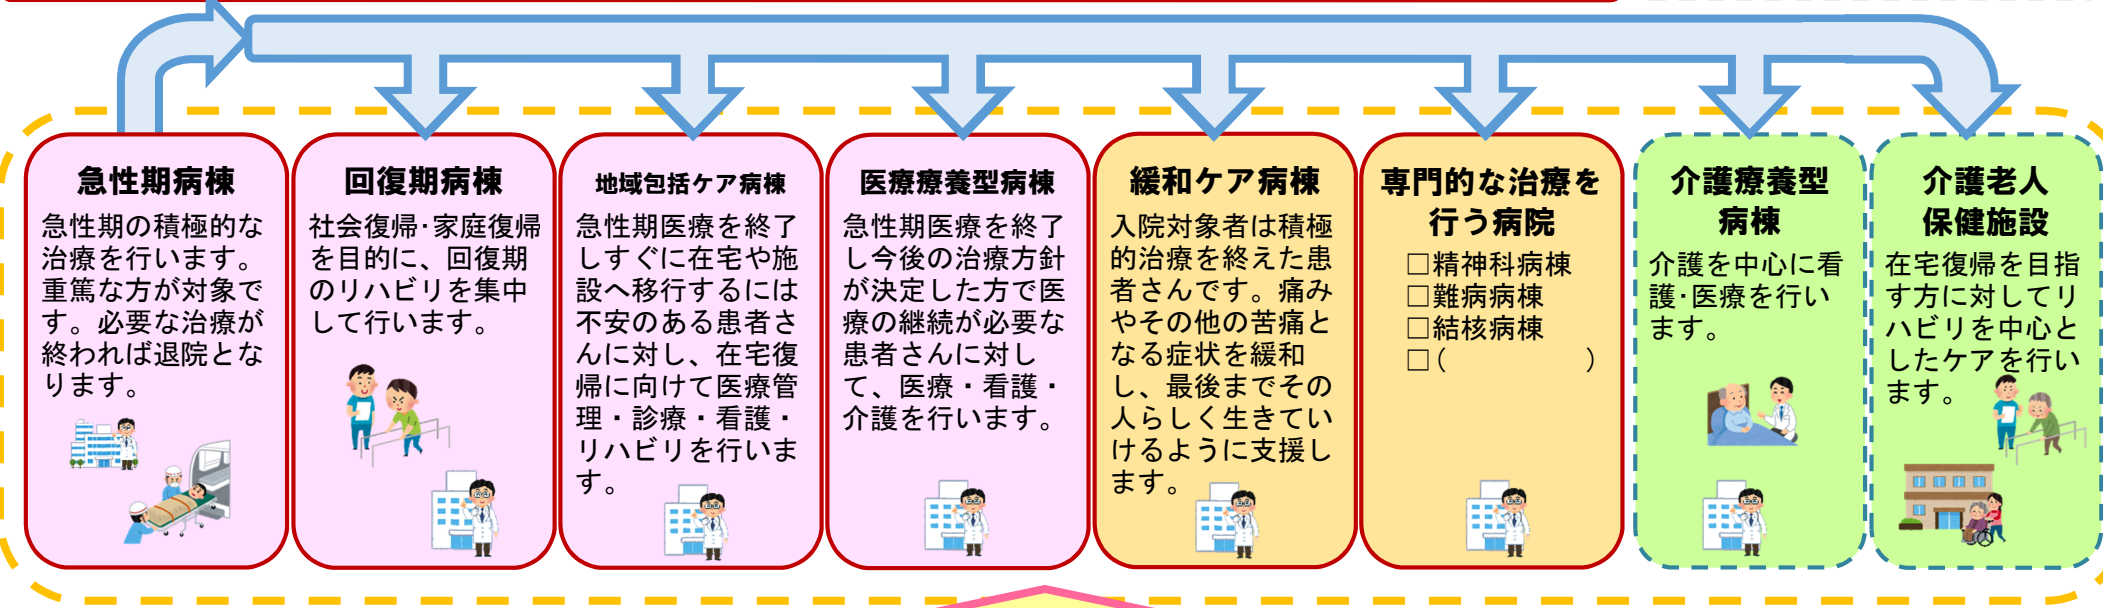 急性期病棟
急性期の積極的な
治療を行います。
重篤な方が対象で
す。必要な治療が
終われば退院とな
ります。
回復期病棟
社会復帰･家庭復帰
を目的に、回復期
のリハビリを集中
して行います。
地域包括ケア病棟
急性期医療を終了
しすぐに在宅や施
設へ移行するには
不安のある患者さ
んに対し、在宅復
帰に向けて医療管
理・診療・看護・
リハビリを行いま
す。
医療療養型病棟
急性期医療を終了
し今後の治療方針
が決定した方で医
療の継続が必要な
患者さんに対し
て、医療・看護・
介護を行います。
緩和ケア病棟
入院対象者は積極
的治療を終えた患
者さんです。痛み
やその他の苦痛と
なる症状を緩和
し、最後までその
人らしく生きてい
けるように支援し
ます。
専門的な治療を
行う病院
□精神科病棟
□難病病棟
□結核病棟
□(　　　　　　)
介護療養型
病棟
介護を中心に看
護･医療を行い
ます。
介護老人
保健施設
在宅復帰を目指
す方に対してリ
ハビリを中心と
したケアを行い
ます。